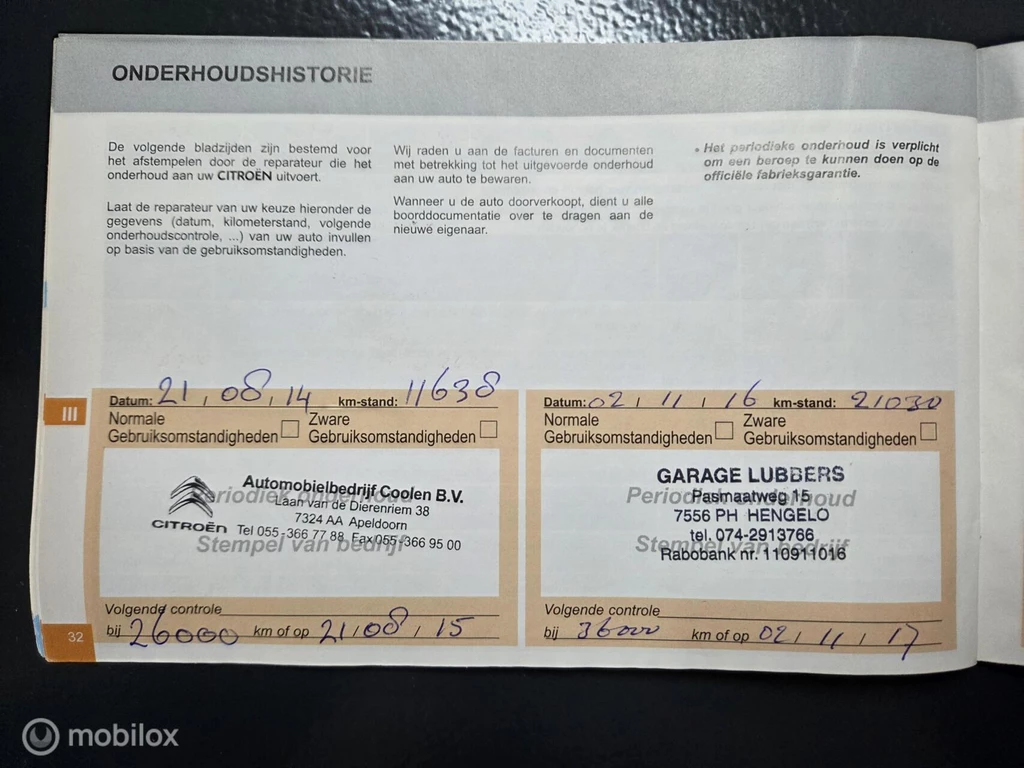 ONDERHOUDSHISTORIE
De volgende bladzijden zijn bestemd voor
het afstempelen door de reparateur die het
onderhoud aan uw CITROËN uitvoert.
Laat de reparateur van uw keuze hieronder de
gegevens (datum, kilometerstand, volgende
onderhoudscontrole, ...) van uw auto invullen
op basis van de gebruiksomstandigheden.
Wij raden u aan de facturen en documenten
met betrekking tot het uitgevoerde onderhoud
aan uw auto te bewaren.
Wanneer u de auto doorverkoopt, dient u alle
boorddocumentatie over te dragen aan de
nieuwe eigenaar.
• Het periodieke onderhoud is verplicht
om een beroep te kunnen doen op de
officiële fabrieksgarantie.
III
Datum: 21, 08, 14 km-stand: 11638
Normale
Gebruiksomstandigheden
Zware
Gebruiksomstandigheden
Periodiek onderhoud
Stempel van bedrijf
CITROËN
Automobielbedrijf Coolen B.V.
Laan van de Dierenriem 38
7324 AA Apeldoorn
Tel 055-366 77 88 Fax 055-366 95 00
Volgende controle
bij 26000 km of op 21, 08, 15
Datum: 02, 11, 16 km-stand: 21030
Normale
Gebruiksomstandigheden
Zware
Gebruiksomstandigheden
Periodiek onderhoud
Stempel van bedrijf
GARAGE LUBBERS
Pasmaatweg 15
7556 PH HENGELO
tel. 074-2913766
Rabobank nr. 110911016
Volgende controle
bij 36000 km of op 02, 11, 17
32
mobilox